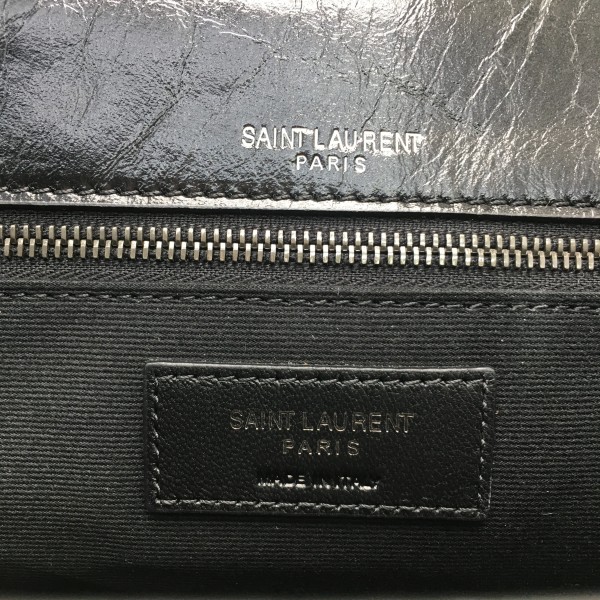 SAINT LAURENT
PARIS
SAINT LAURENT
PARIS
MADE IN ITALY